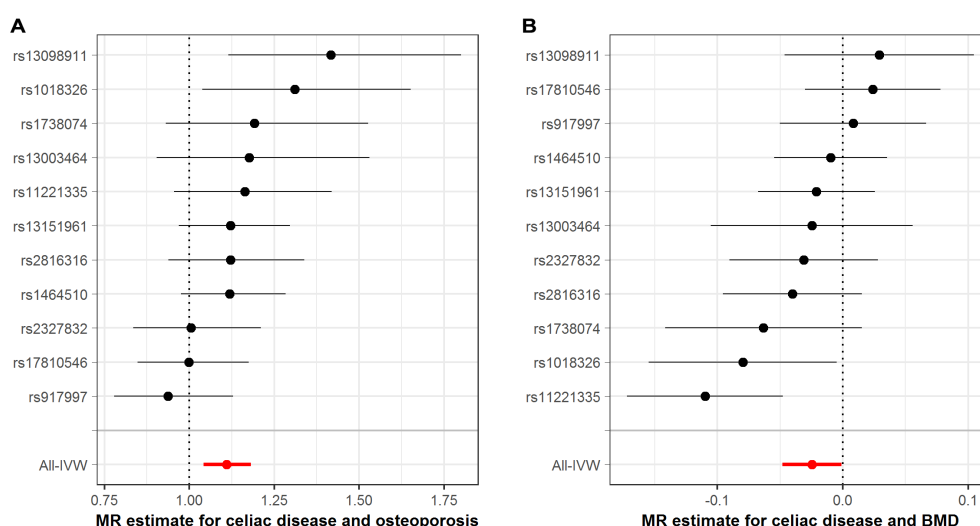 A
rs13098911
rs1018326
rs1738074
rs13003464
rs11221335
rs13151961
rs2816316
rs1464510
rs2327832
rs17810546
rs917997
All-IVW
0.75 1.00 1.25 1.50 1.75
MR estimate for celiac disease and osteoporosis
B
rs13098911
rs17810546
rs917997
rs1464510
rs13151961
rs13003464
rs2327832
rs2816316
rs1738074
rs1018326
rs11221335
All-IVW
-0.1 0.0 0.1
MR estimate for celiac disease and BMD